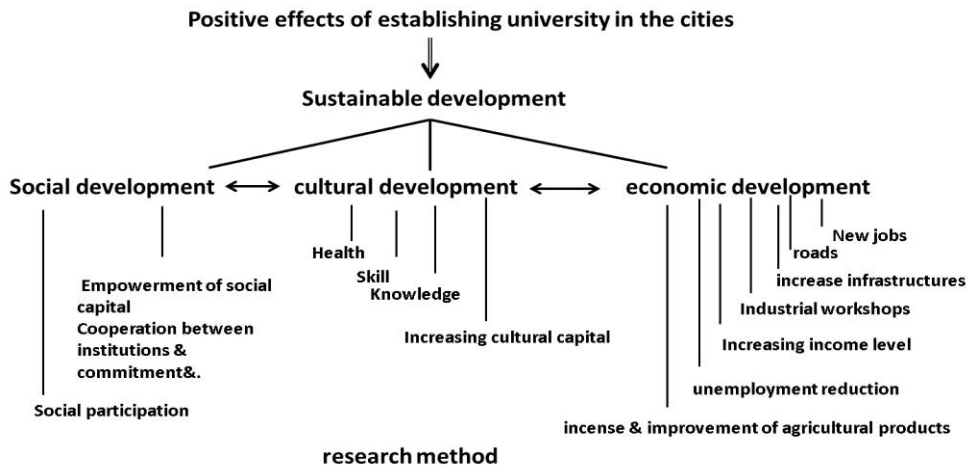 Positive effects of establishing university in the cities
Sustainable development
Social development
cultural development
economic development
Empowerment of social
capital
Cooperation between
institutions &
commitment&.
Social participation
Health
Skill
Knowledge
Increasing cultural capital
New jobs
roads
increase infrastructures
Industrial workshops
Increasing income level
unemployment reduction
incense & improvement of agricultural products
research method